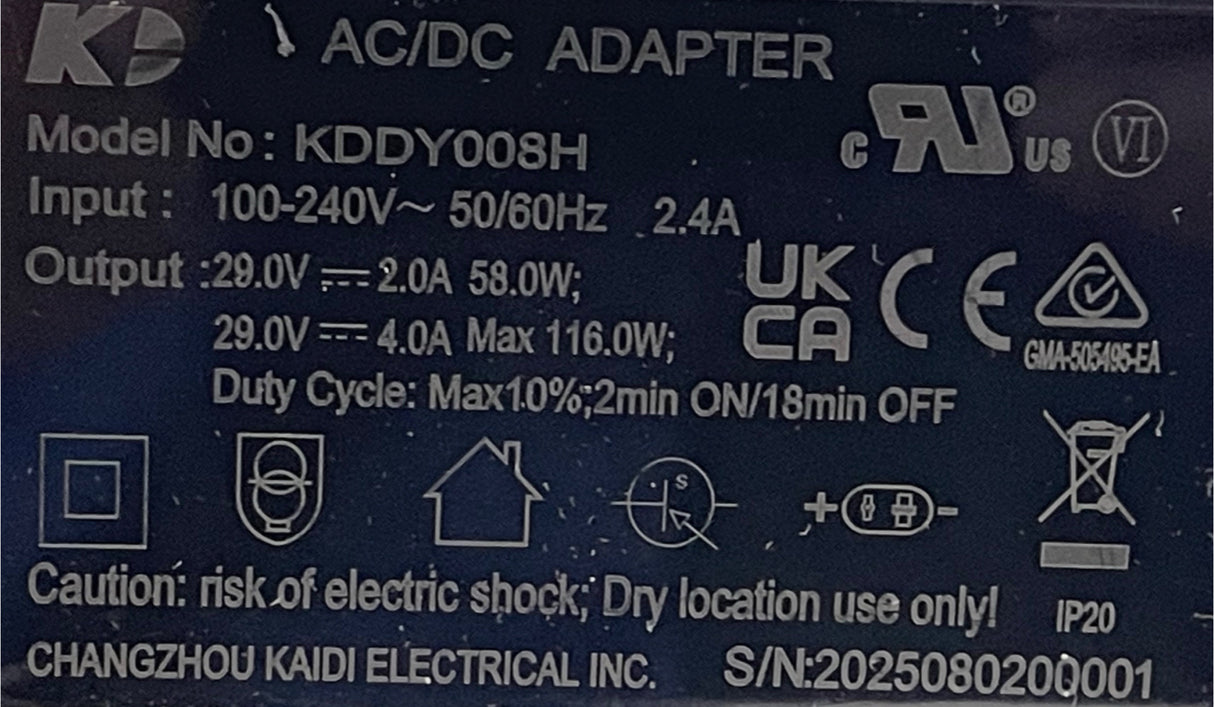 KD AC/DC ADAPTER
Model No: KDDY008H
c RU® US VI
Input: 100-240V~ 50/60Hz 2.4A
Output:29.0V⎓2.0A 58.0W;
29.0V⎓4.0A Max 116.0W;
UK
CA
CE
GMA-505495-EA
Duty Cycle: Max10%;2min ON/18min OFF
S
+ -
Caution: risk of electric shock; Dry location use only!
IP20
CHANGZHOU KAIDI ELECTRICAL INC. S/N:2025080200001